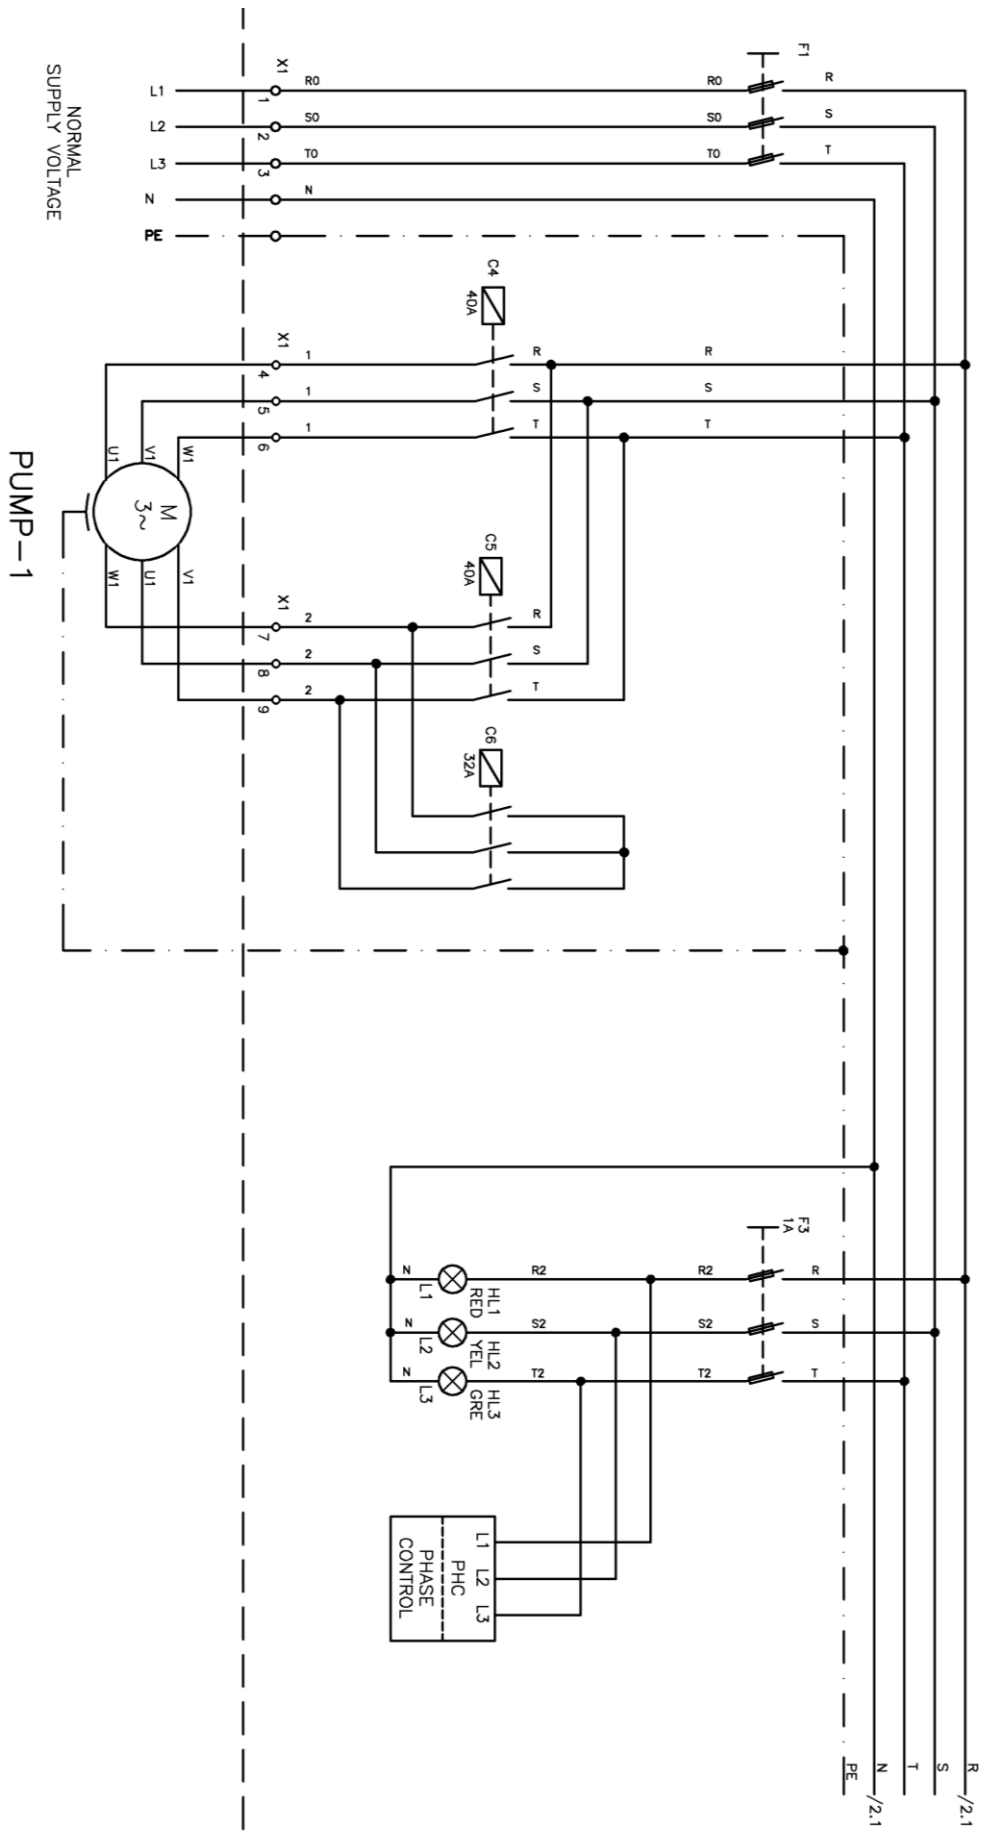 NORMAL
SUPPLY VOLTAGE
L1
L2
L3
N
PE
X1
1
2
3
R0
S0
T0
N
R0
S0
T0
F1
R
S
T
C4
40A
X1
4
5
6
1
1
1
R
S
T
R
S
T
U1
V1
W1
M
3~
W1
U1
V1
PUMP-1
C5
40A
X1
7
8
9
2
2
2
R
S
T
C6
32A
F3
1A
N
L1
HL1
RED
R2
R2
R
N
L2
HL2
YEL
S2
S2
S
N
L3
HL3
GRE
T2
T2
T
L1
L2
L3
PHC
PHASE
CONTROL
R
/2.1
S
T
N
/2.1
PE